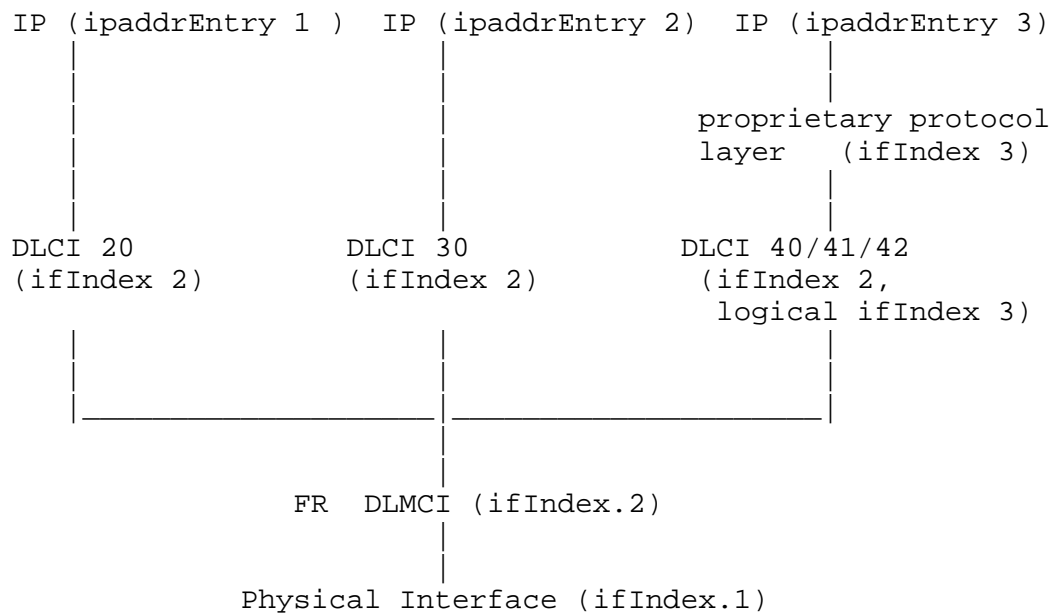 IP (ipaddrEntry 1 ) IP (ipaddrEntry 2) IP (ipaddrEntry 3)
proprietary protocol
layer (ifIndex 3)
DLCI 20 DLCI 30 DLCI 40/41/42
(ifIndex 2) (ifIndex 2) (ifIndex 2,
logical ifIndex 3)
FR DLMCI (ifIndex.2)
Physical Interface (ifIndex.1)